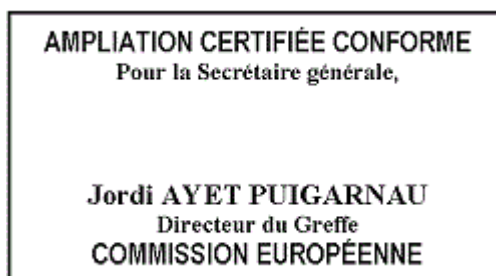 AMPLIATION CERTIFIÉE CONFORME
Pour la Secrétaire générale,
Jordi AYET PUIGARNAU
Directeur du Greffe
COMMISSION EUROPÉENNE